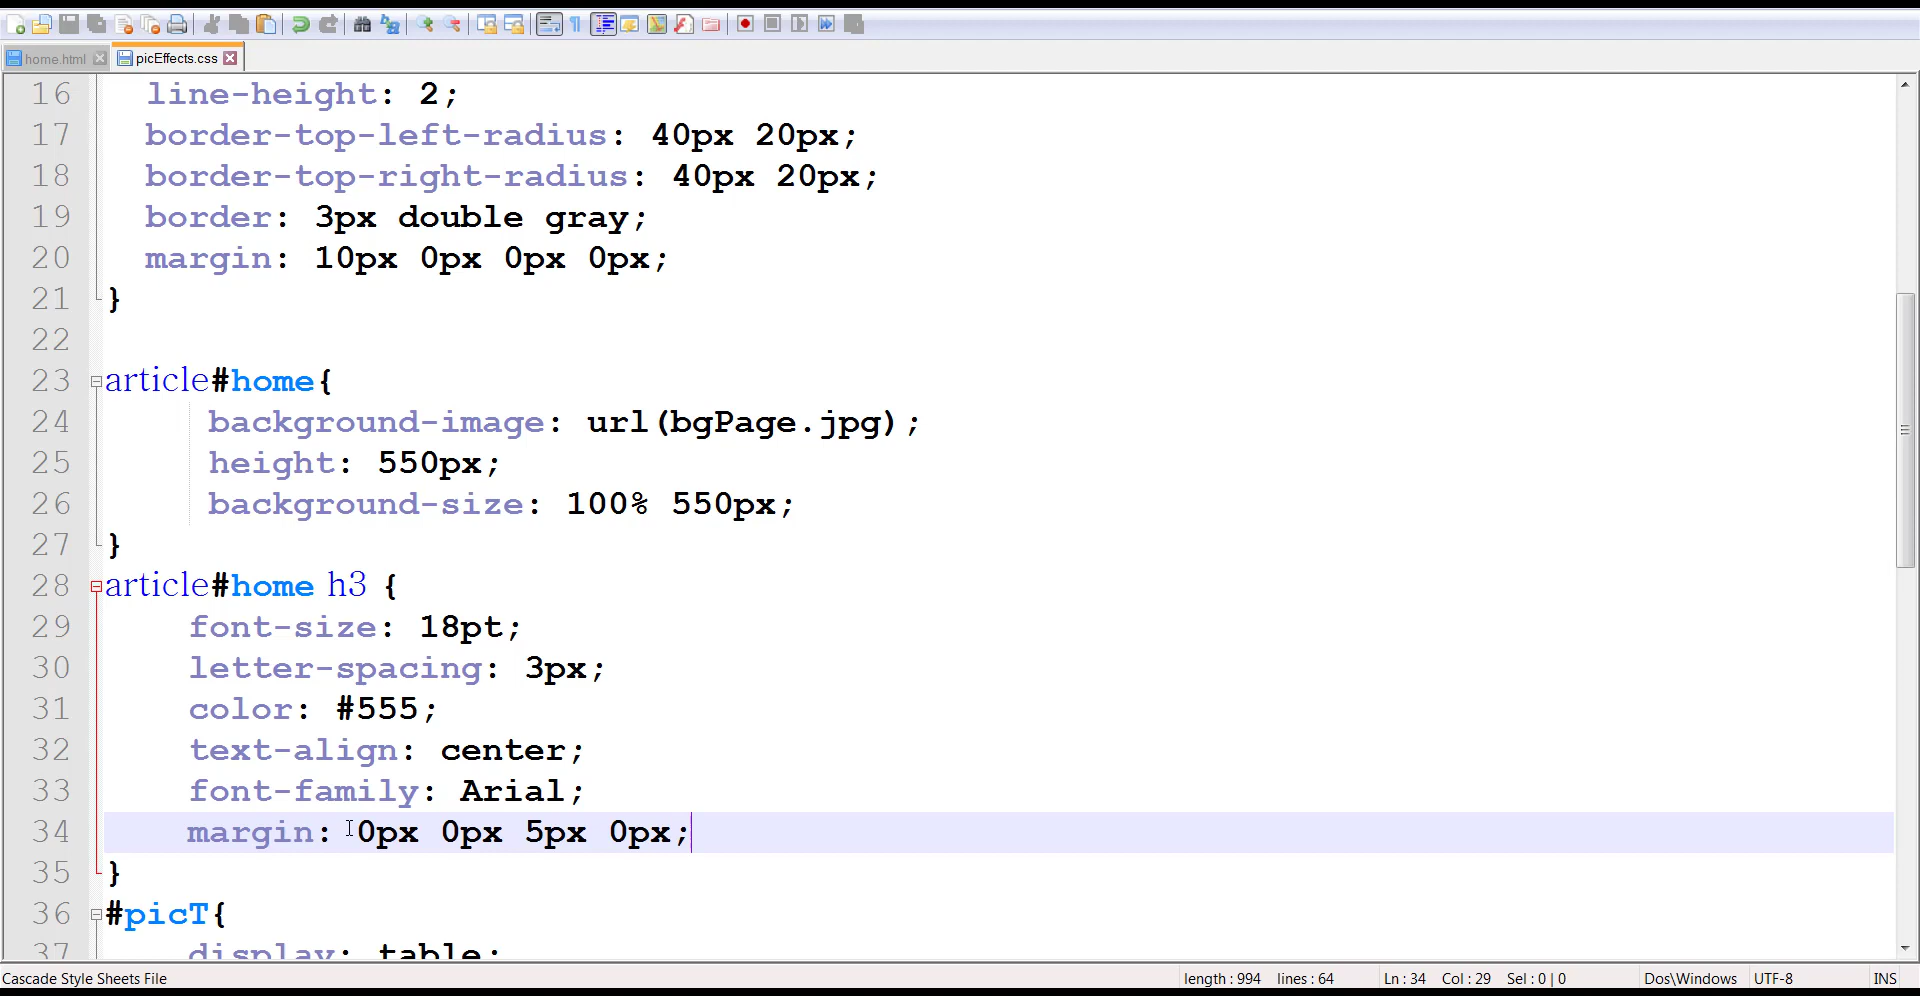 home.html
picEffects.css
16 line-height: 2;
17 border-top-left-radius: 40px 20px;
18 border-top-right-radius: 40px 20px;
19 border: 3px double gray;
20 margin: 10px 0px 0px 0px;
21 }
22
23 article#home{
24 background-image: url(bgPage.jpg);
25 height: 550px;
26 background-size: 100% 550px;
27 }
28 article#home h3 {
29 font-size: 18pt;
30 letter-spacing: 3px;
31 color: #555;
32 text-align: center;
33 font-family: Arial;
34 margin: 0px 0px 5px 0px;
35 }
36 #picT{
37 display: table;
Cascade Style Sheets File length : 994 lines : 64 Ln : 34 Col : 29 Sel : 0 | 0 Dos\Windows UTF-8 INS